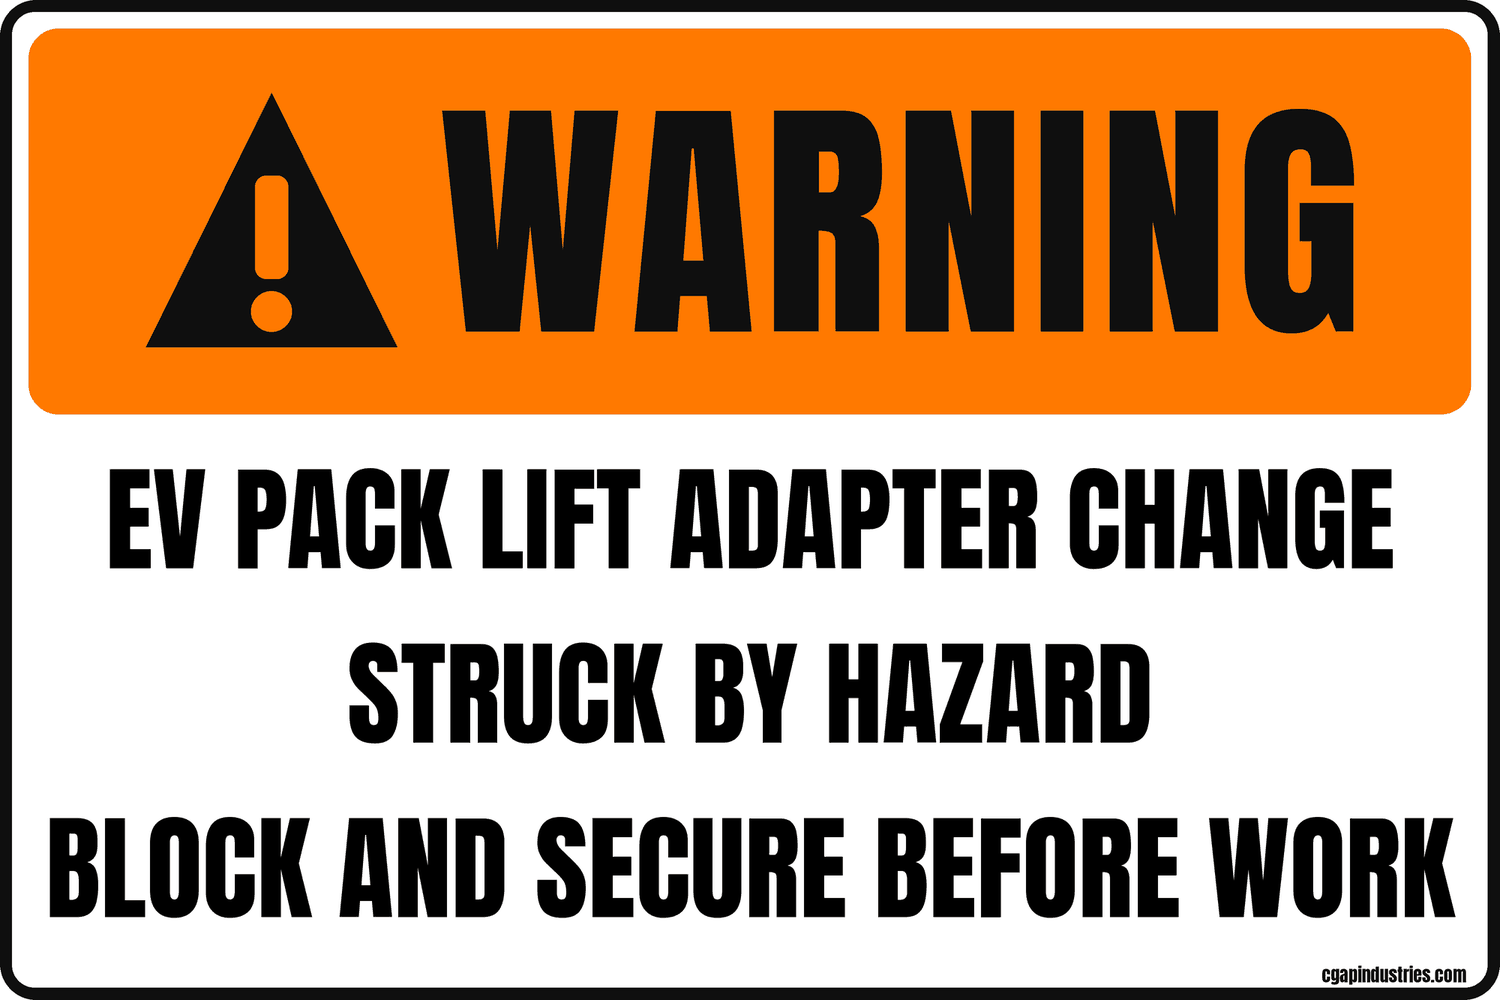 WARNING
EV PACK LIFT ADAPTER CHANGE
STRUCK BY HAZARD
BLOCK AND SECURE BEFORE WORK
cgapindustries.com